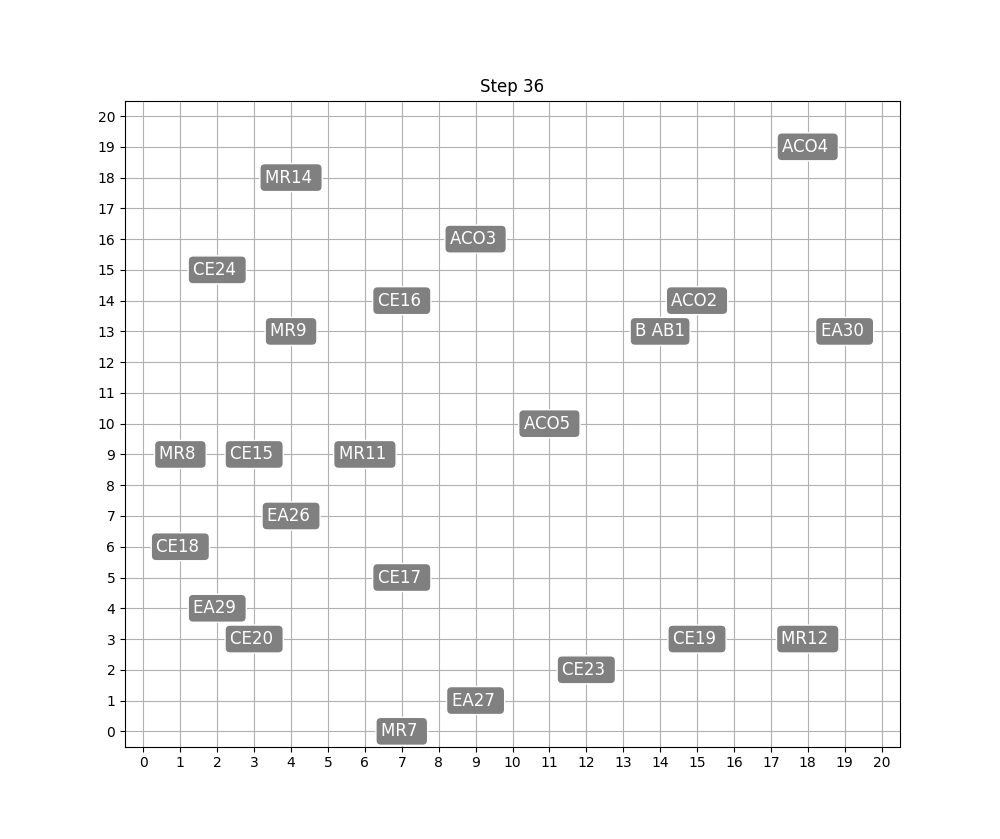 Step 36
20
19
18
17
16
15
14
13
12
11
10
9
8
7
6
5
4
3
2
1
0
ACO4
MR14
ACO3
CE24
CE16
ACO2
MR9
B AB1
EA30
ACO5
MR8
CE15
MR11
EA26
CE18
CE17
EA29
CE20
CE19
MR12
CE23
EA27
MR7
0 1 2 3 4 5 6 7 8 9 10 11 12 13 14 15 16 17 18 19 20